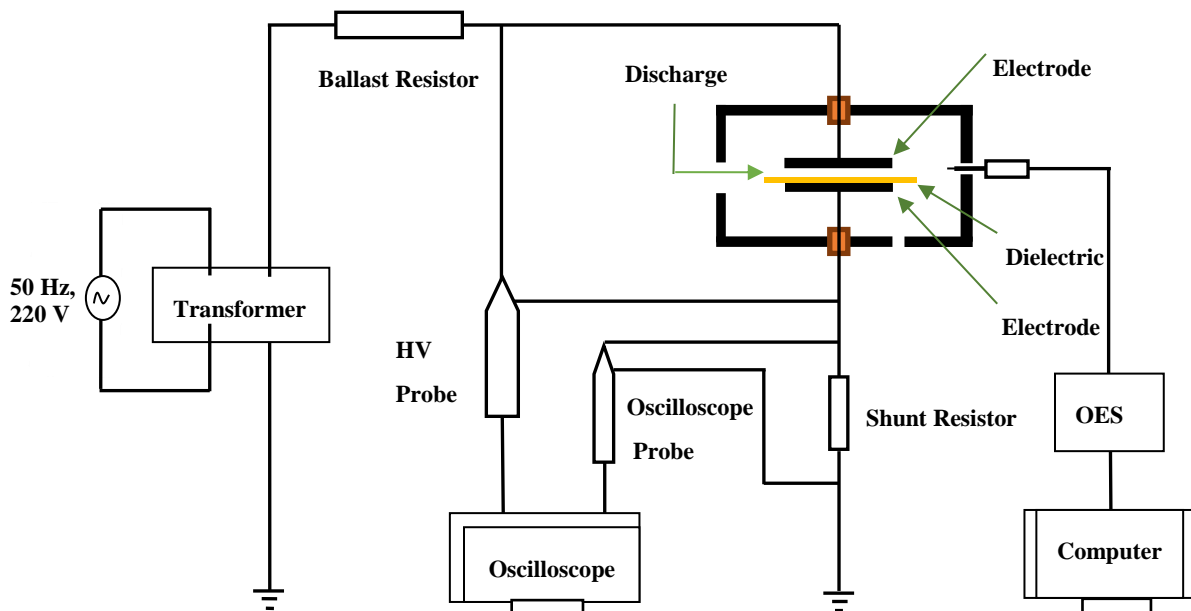 Ballast Resistor
Discharge
Electrode
50 Hz,
220 V
Transformer
Dielectric
Electrode
HV
Probe
Oscilloscope
Probe
Shunt Resistor
OES
Oscilloscope
Computer